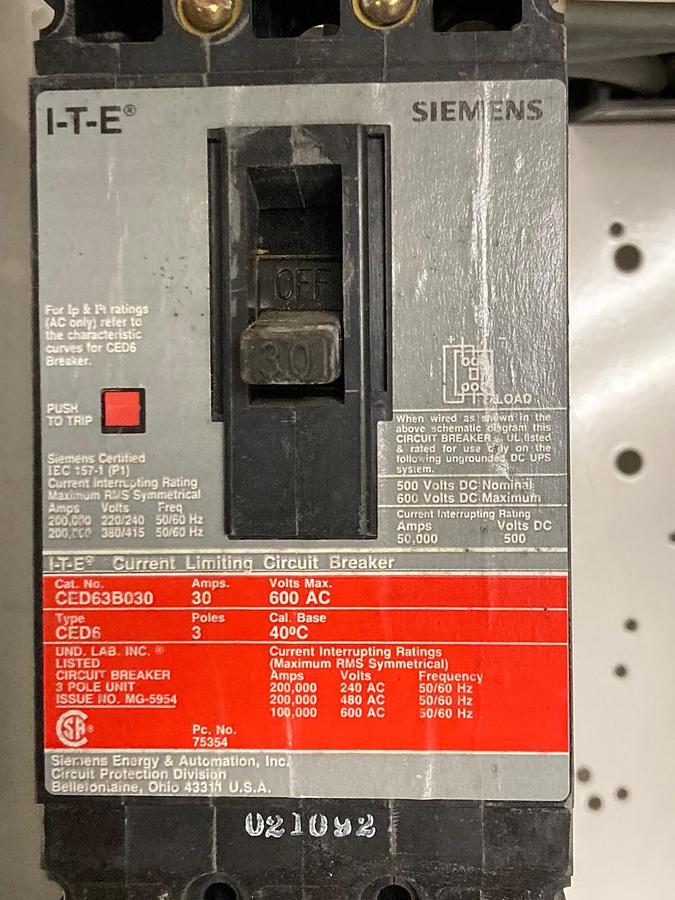 I-T-E® SIEMENS
OFF
30
For Ip & I²t ratings
(AC only) refer to
the characteristic
curves for CED6
Breaker.
PUSH
TO TRIP
LOAD
When wired as shown in the
above schematic diagram this
CIRCUIT BREAKER is UL listed
& rated for use only on the
following ungrounded DC UPS
system.
500 Volts DC Nominal
600 Volts DC Maximum
Current Interrupting Rating
Amps Volts DC
50,000 500
Siemens Certified
IEC 157-1 (P1)
Current Interrupting Rating
Maximum RMS Symmetrical
Amps Volts Freq
200,000 220/240 50/60 Hz
200,000 380/415 50/60 Hz
I-T-E® Current Limiting Circuit Breaker
Cat. No. Amps. Volts Max.
CED63B030 30 600 AC
Type Poles Cal. Base
CED6 3 40ºC
UND. LAB. INC. ®
LISTED
CIRCUIT BREAKER
3 POLE UNIT
ISSUE NO. MG-5954
Current Interrupting Ratings
(Maximum RMS Symmetrical)
Amps Volts Frequency
200,000 240 AC 50/60 Hz
200,000 480 AC 50/60 Hz
100,000 600 AC 50/60 Hz
SA®
Pc. No.
75354
Siemens Energy & Automation, Inc.
Circuit Protection Division
Bellefontaine, Ohio 43311 U.S.A.
021092